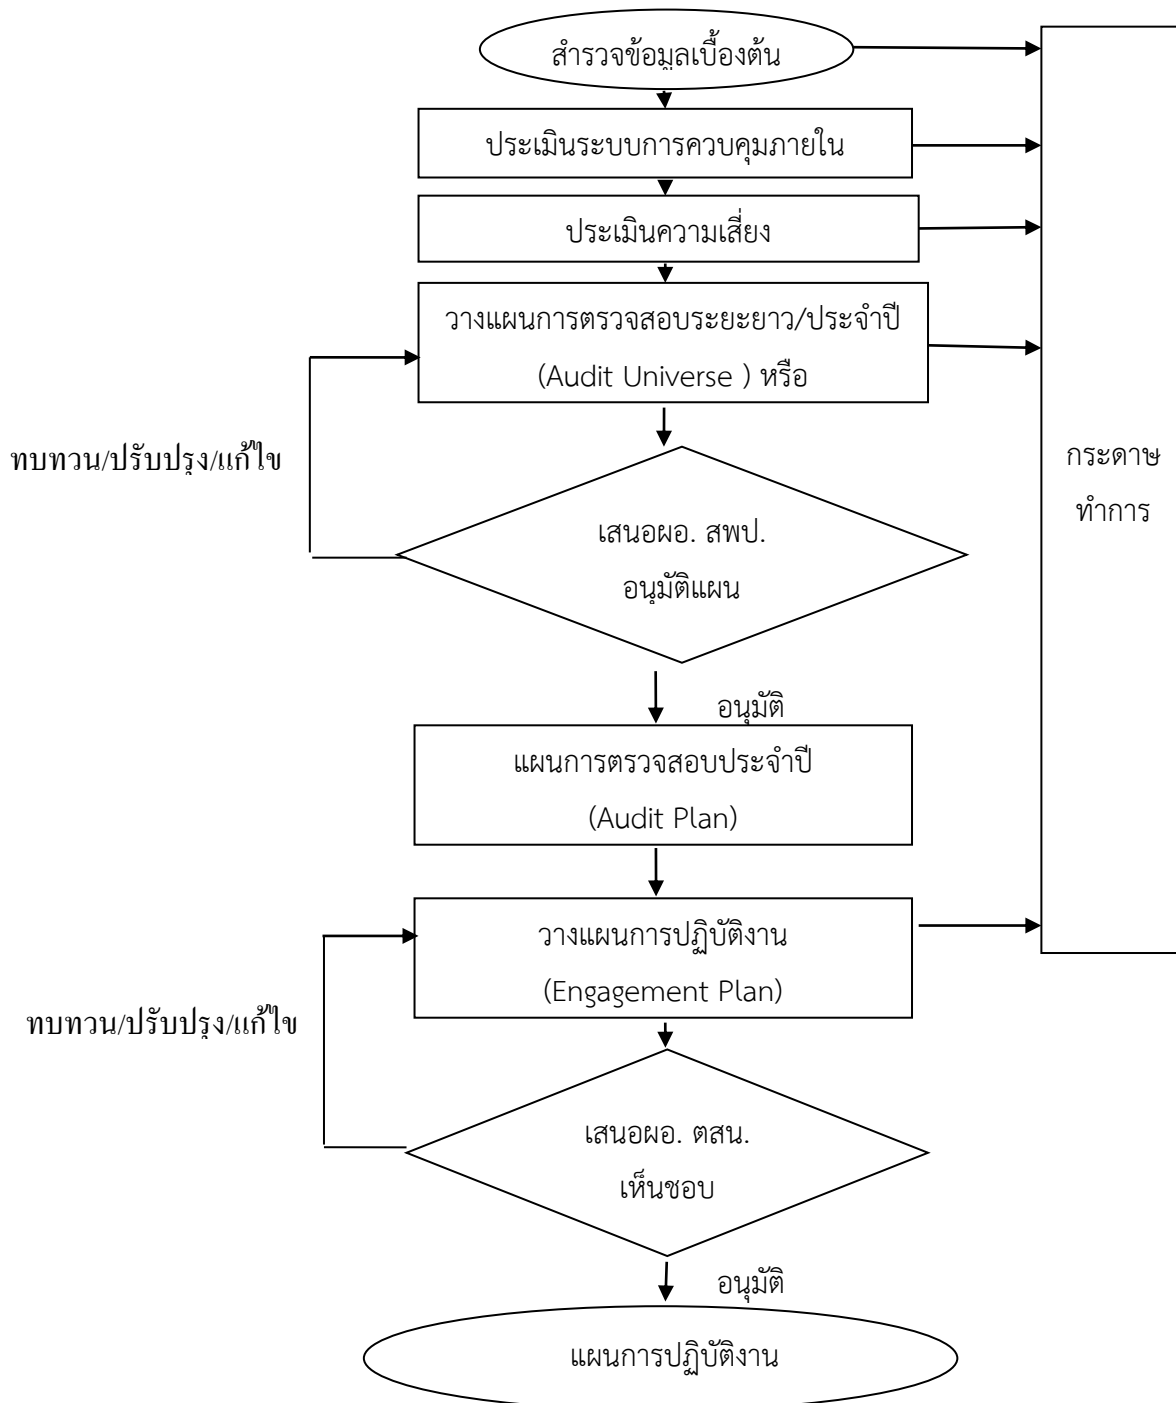 สำรวจข้อมูลเบื้องต้น
ประเมินระบบการควบคุมภายใน
ประเมินความเสี่ยง
วางแผนการตรวจสอบระยะยาว/ประจำปี
(Audit Universe ) หรือ
ทบทวน/ปรับปรุง/แก้ไข
กระดาษ
ทำการ
เสนอผอ. สพป.
อนุมัติแผน
อนุมัติ
แผนการตรวจสอบประจำปี
(Audit Plan)
วางแผนการปฏิบัติงาน
(Engagement Plan)
ทบทวน/ปรับปรุง/แก้ไข
เสนอผอ. ตสน.
เห็นชอบ
อนุมัติ
แผนการปฏิบัติงาน